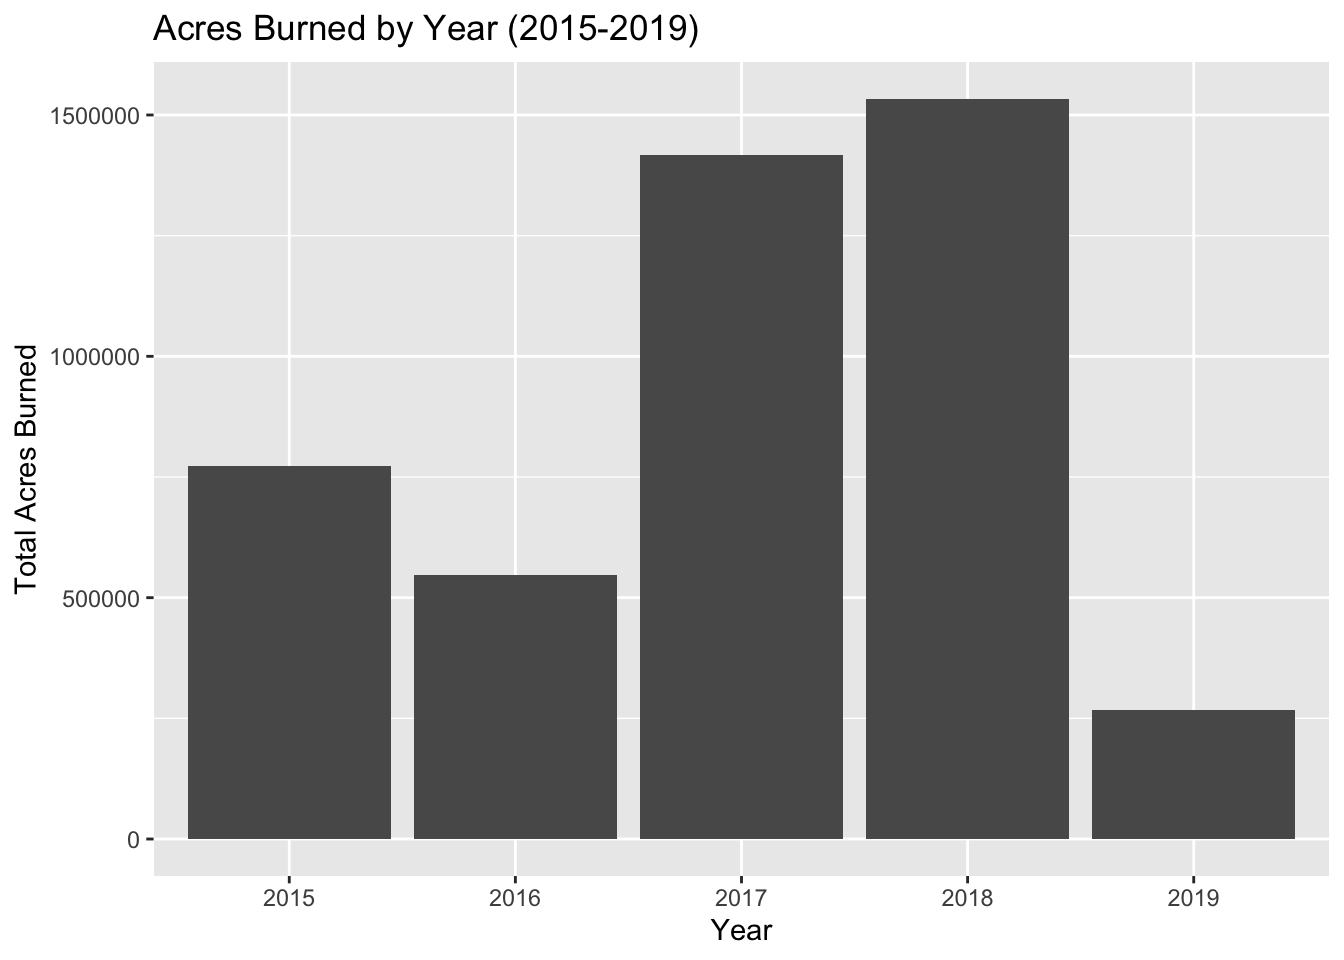 Acres Burned by Year (2015-2019)
Total Acres Burned
1500000
1000000
500000
0
2015 2016 2017 2018 2019
Year